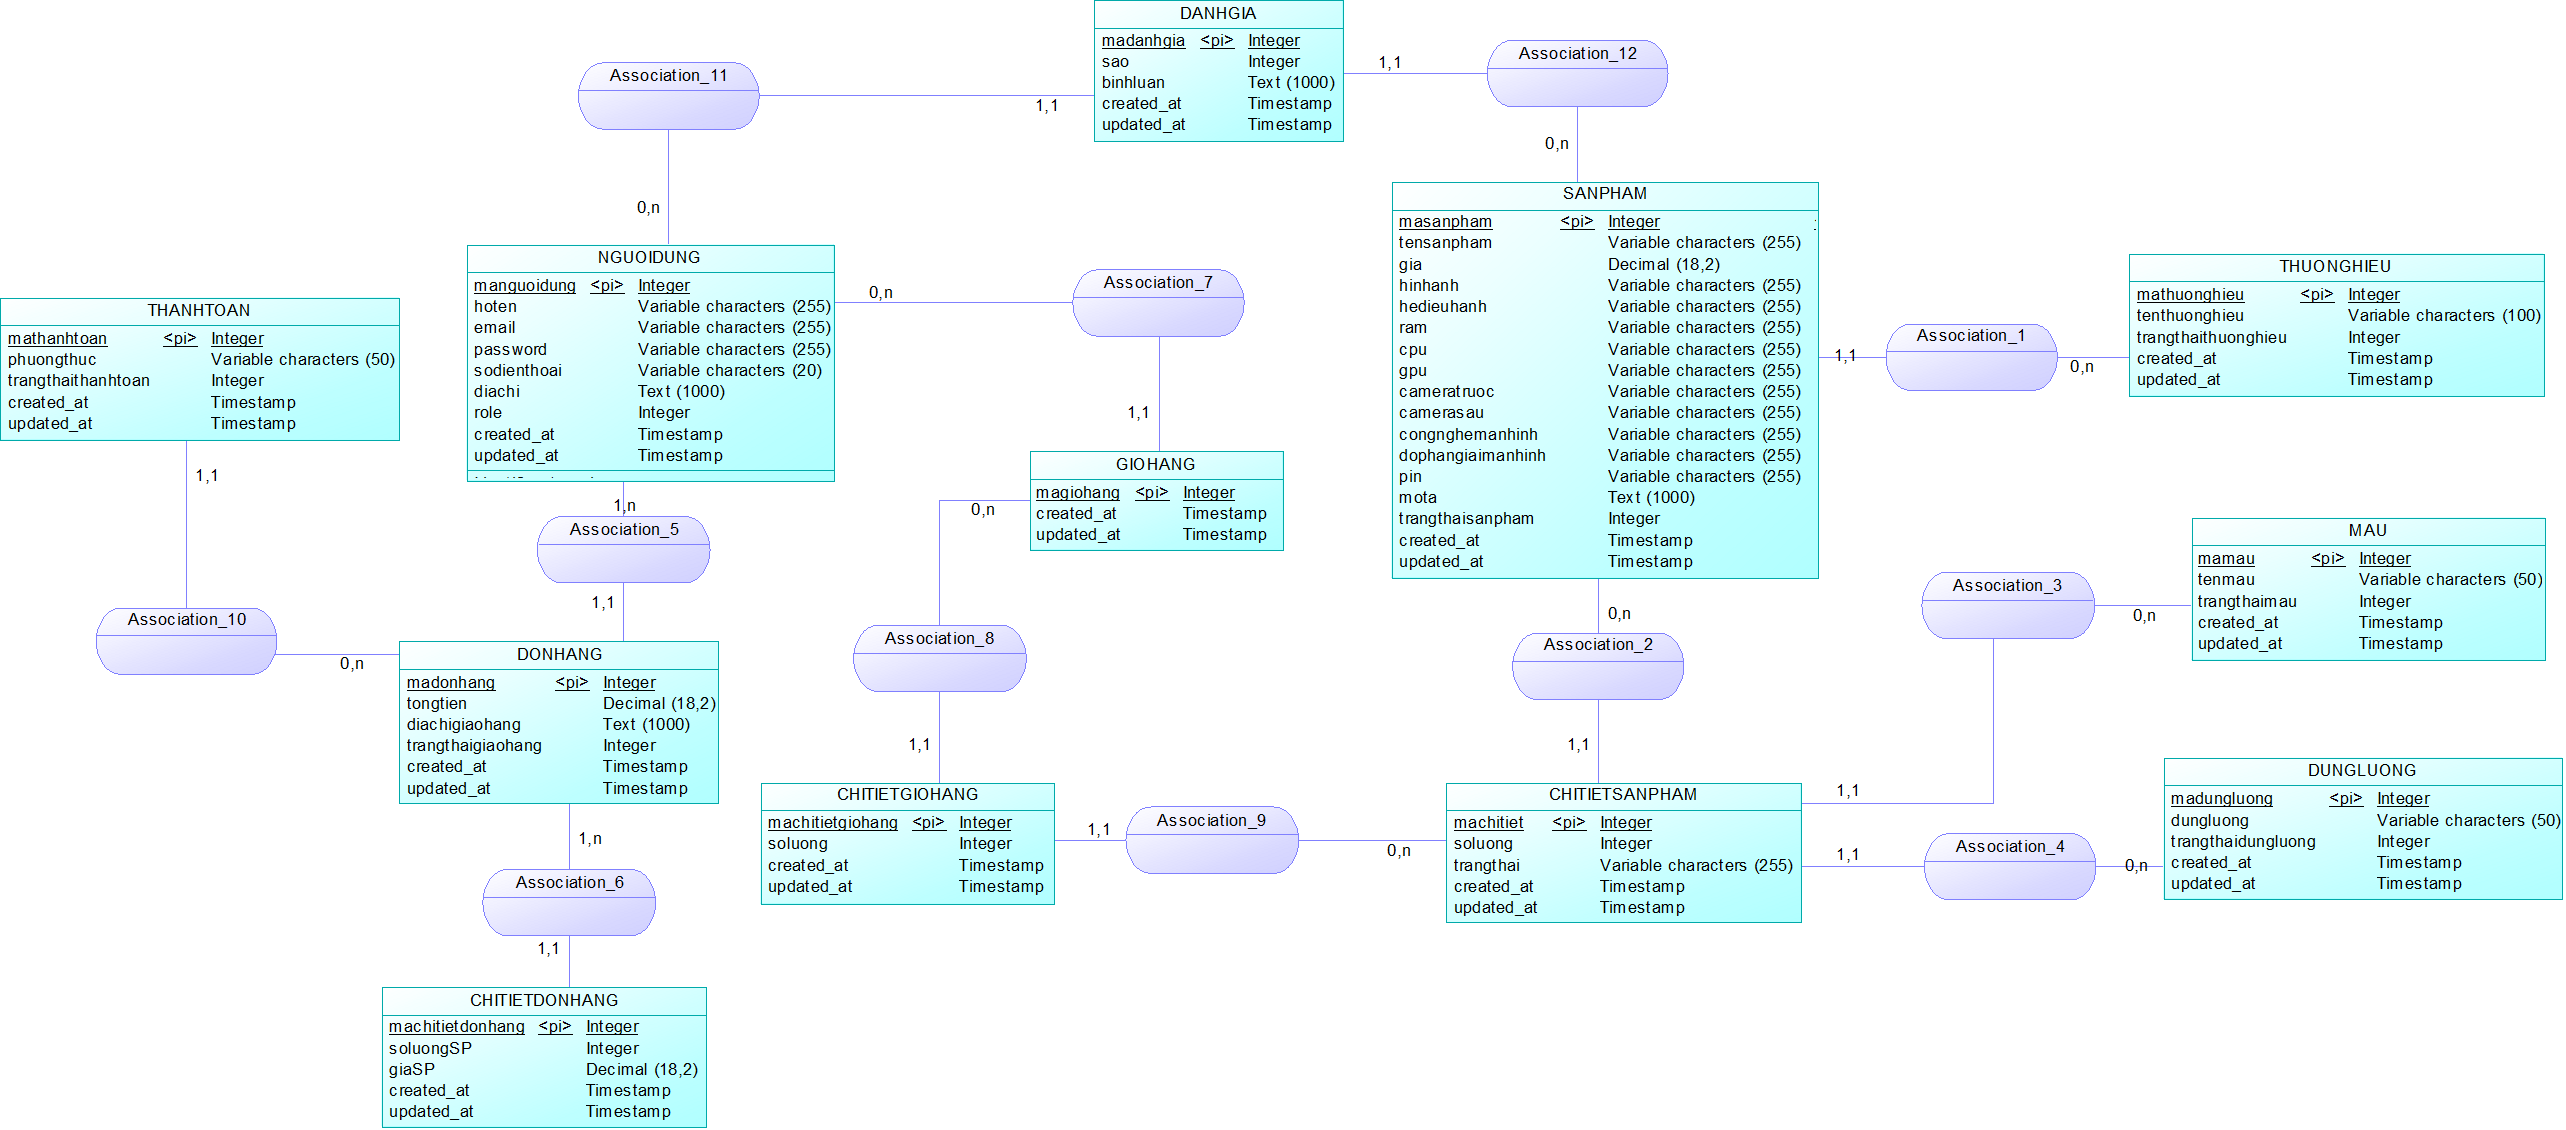 DANHGIA
madanhgia <pi> Integer
sao Integer
binhluan Text (1000)
created_at Timestamp
updated_at Timestamp
Association_11
1,1
0,n
Association_12
1,1
0,n
SANPHAM
masanpham <pi> Integer
tensanpham Variable characters (255)
gia Decimal (18,2)
hinhanh Variable characters (255)
hedieuhanh Variable characters (255)
ram Variable characters (255)
cpu Variable characters (255)
gpu Variable characters (255)
cameratruoc Variable characters (255)
camerasau Variable characters (255)
congnghemanhinh Variable characters (255)
dophangiaimanhinh Variable characters (255)
pin Variable characters (255)
mota Text (1000)
trangthaisanpham Integer
created_at Timestamp
updated_at Timestamp
NGUOIDUNG
manguoidung <pi> Integer
hoten Variable characters (255)
email Variable characters (255)
password Variable characters (255)
sodienthoai Variable characters (20)
diachi Text (1000)
role Integer
created_at Timestamp
updated_at Timestamp
0,n
Association_7
1,1
THUONGHIEU
mathuonghieu <pi> Integer
tenthuonghieu Variable characters (100)
trangthaithuonghieu Integer
created_at Timestamp
updated_at Timestamp
1,1
Association_1
0,n
THANHTOAN
mathanhtoan <pi> Integer
phuongthuc Variable characters (50)
trangthaithanhtoan Integer
created_at Timestamp
updated_at Timestamp
1,1
Association_10
0,n
1,n
Association_5
1,1
GIOHANG
magiohang <pi> Integer
created_at Timestamp
updated_at Timestamp
0,n
Association_8
1,1
0,n
Association_2
1,1
MAU
mamau <pi> Integer
tenmau Variable characters (50)
trangthaimau Integer
created_at Timestamp
updated_at Timestamp
Association_3
0,n
1,1
DONHANG
madonhang <pi> Integer
tongtien Decimal (18,2)
diachigiaohang Text (1000)
trangthaigiaohang Integer
created_at Timestamp
updated_at Timestamp
1,n
Association_6
1,1
CHITIETGIOHANG
machitietgiohang <pi> Integer
soluong Integer
created_at Timestamp
updated_at Timestamp
1,1
Association_9
0,n
CHITIETSANPHAM
machitiet <pi> Integer
soluong Integer
trangthai Variable characters (255)
created_at Timestamp
updated_at Timestamp
1,1
Association_4
0,n
DUNGLUONG
madungluong <pi> Integer
dungluong Variable characters (50)
trangthaidungluong Integer
created_at Timestamp
updated_at Timestamp
CHITIETDONHANG
machitietdonhang <pi> Integer
soluongSP Integer
giaSP Decimal (18,2)
created_at Timestamp
updated_at Timestamp